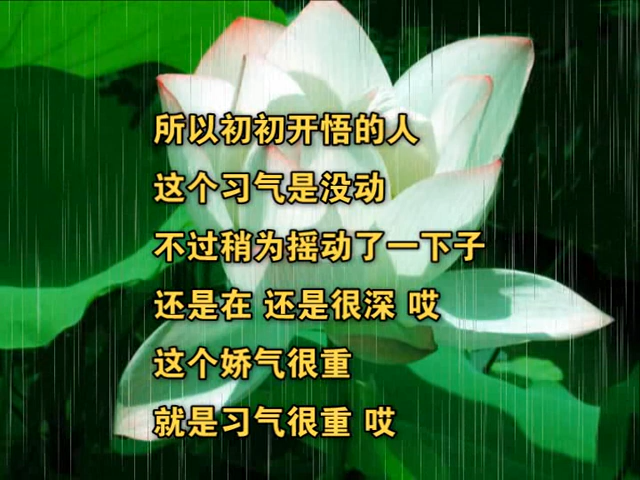 所以初初开悟的人
这个习气是没动
不过稍为摇动了一下子
还是在 还是很深 哎
这个娇气很重
就是习气很重 哎